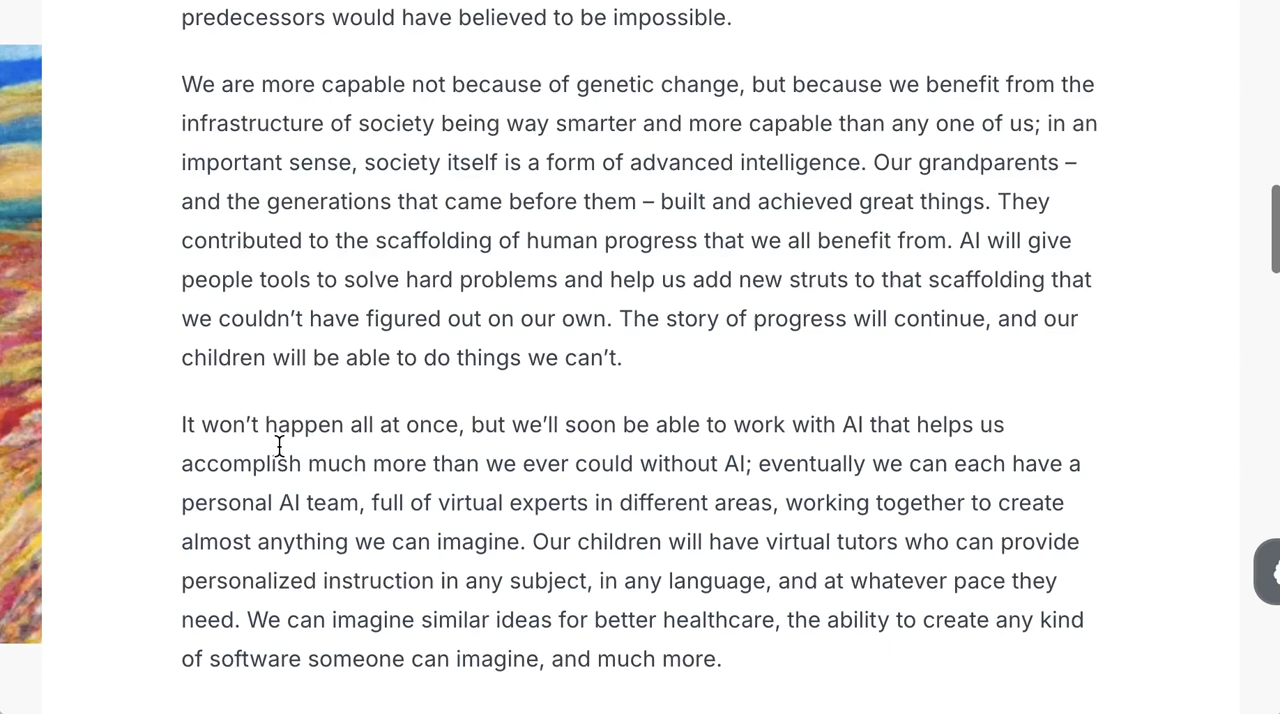 predecessors would have believed to be impossible.
We are more capable not because of genetic change, but because we benefit from the
infrastructure of society being way smarter and more capable than any one of us; in an
important sense, society itself is a form of advanced intelligence. Our grandparents –
and the generations that came before them – built and achieved great things. They
contributed to the scaffolding of human progress that we all benefit from. AI will give
people tools to solve hard problems and help us add new struts to that scaffolding that
we couldn’t have figured out on our own. The story of progress will continue, and our
children will be able to do things we can’t.
It won’t happen all at once, but we’ll soon be able to work with AI that helps us
accomplish much more than we ever could without AI; eventually we can each have a
personal AI team, full of virtual experts in different areas, working together to create
almost anything we can imagine. Our children will have virtual tutors who can provide
personalized instruction in any subject, in any language, and at whatever pace they
need. We can imagine similar ideas for better healthcare, the ability to create any kind
of software someone can imagine, and much more.